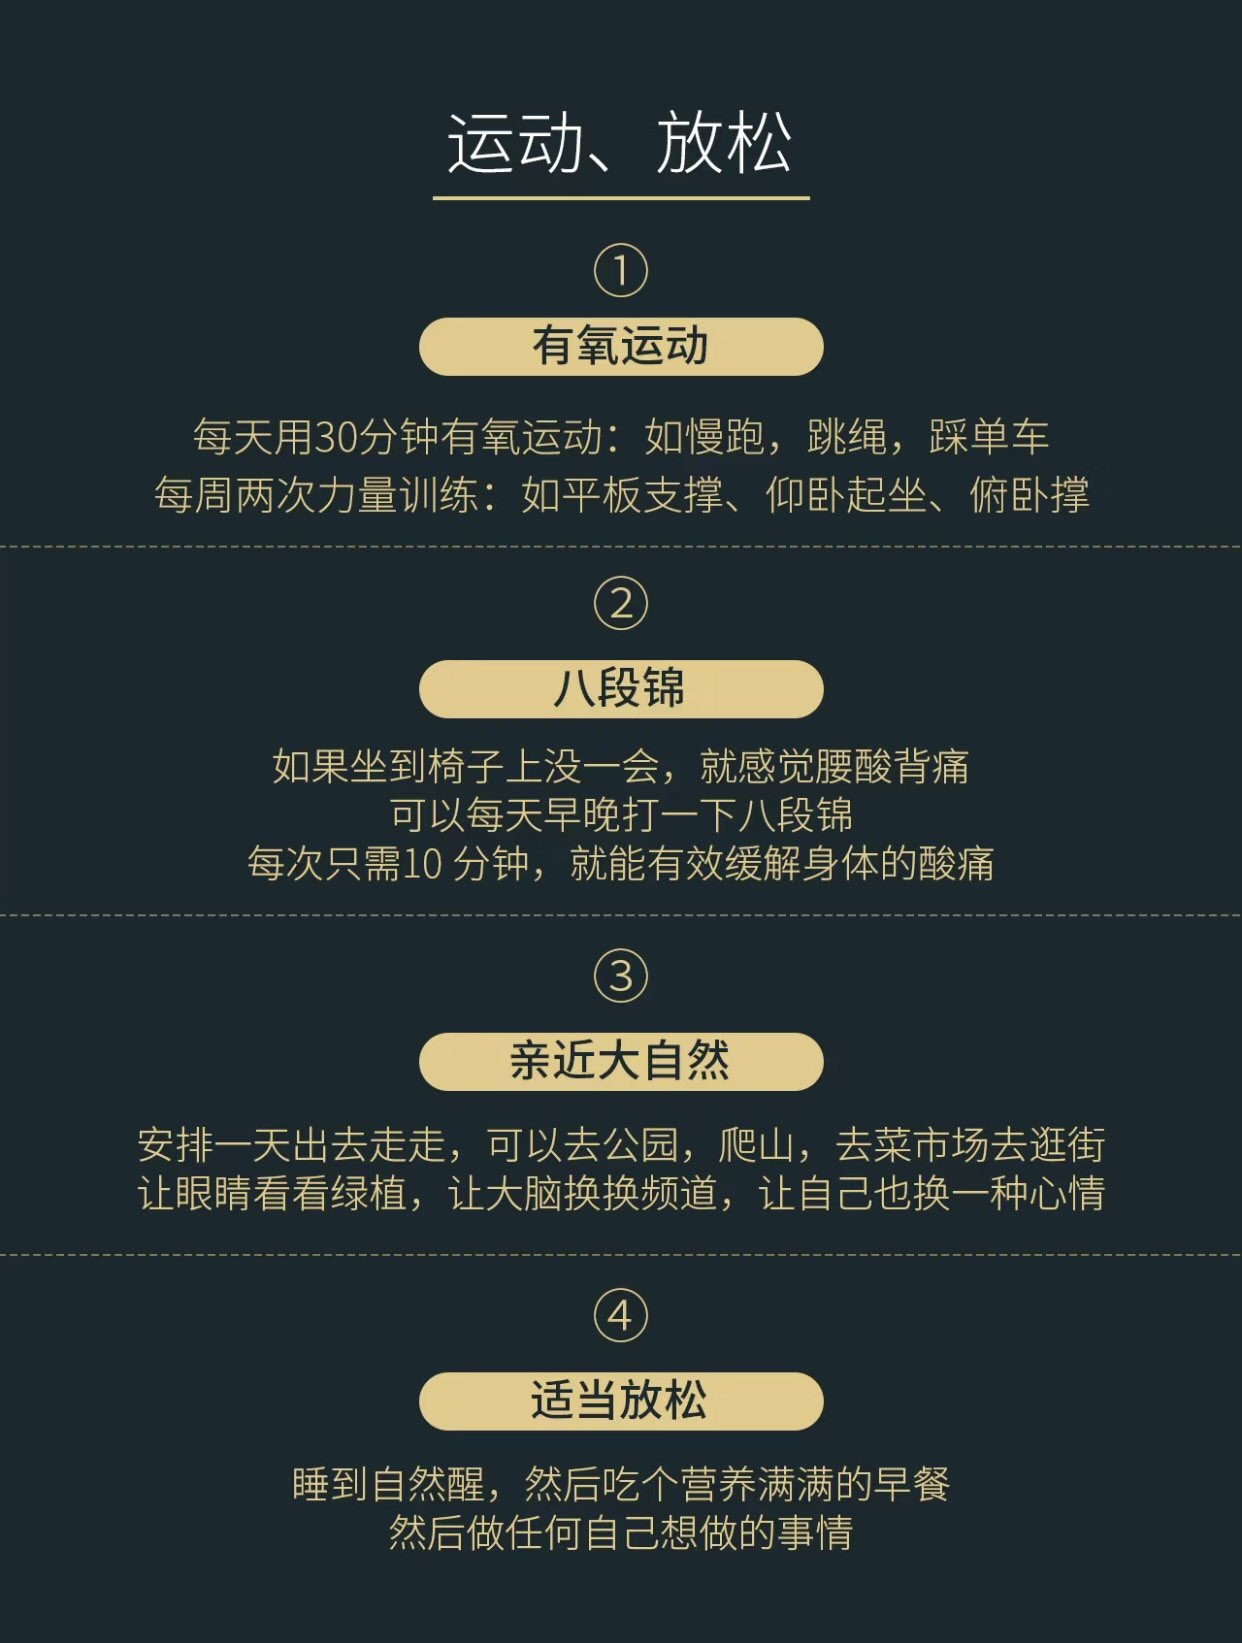 运动、放松
①
有氧运动
每天用30分钟有氧运动：如慢跑，跳绳，踩单车
每周两次力量训练：如平板支撑、仰卧起坐、俯卧撑
②
八段锦
如果坐到椅子上没一会，就感觉腰酸背痛
可以每天早晚打一下八段锦
每次只需10 分钟，就能有效缓解身体的酸痛
③
亲近大自然
安排一天出去走走，可以去公园，爬山，去菜市场去逛街
让眼睛看看绿植，让大脑换换频道，让自己也换一种心情
④
适当放松
睡到自然醒，然后吃个营养满满的早餐
然后做任何自己想做的事情